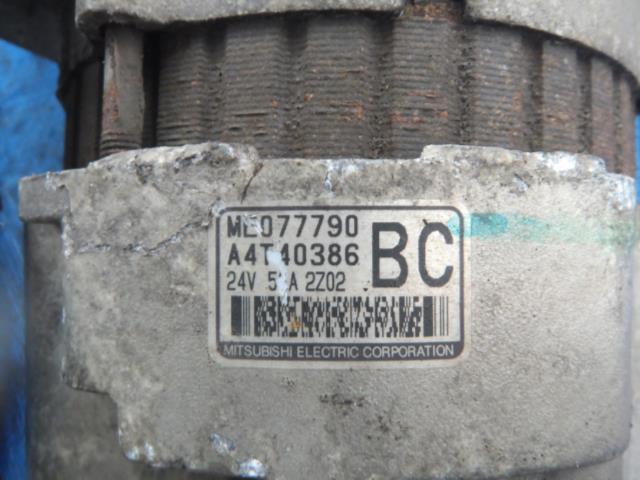 ME077790
A4T40386
24V 2Z02
BC
MITSUBISHI ELECTRIC CORPORATION